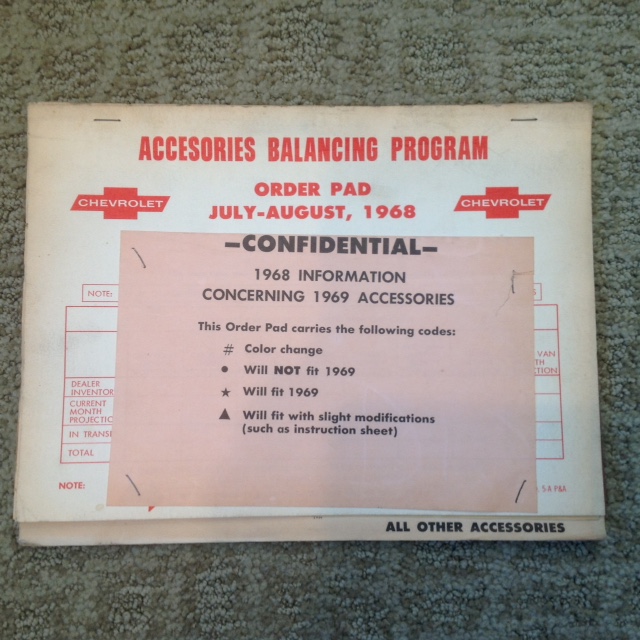 ACCESORIES BALANCING PROGRAM
ORDER PAD
CHEVROLET
CHEVROLET
JULY-AUGUST, 1968
—CONFIDENTIAL—
1968 INFORMATION
CONCERNING 1969 ACCESSORIES
This Order Pad carries the following codes:
# Color change
● Will NOT fit 1969
★ Will fit 1969
▲ Will fit with slight modifications
(such as instruction sheet)
NOTE:
VAN
DEALER
INVENTOR
CURRENT
MONTH
PROJECTIO
IN TRANS
TOTAL
NOTE:
S A P&A
ALL OTHER ACCESSORIES